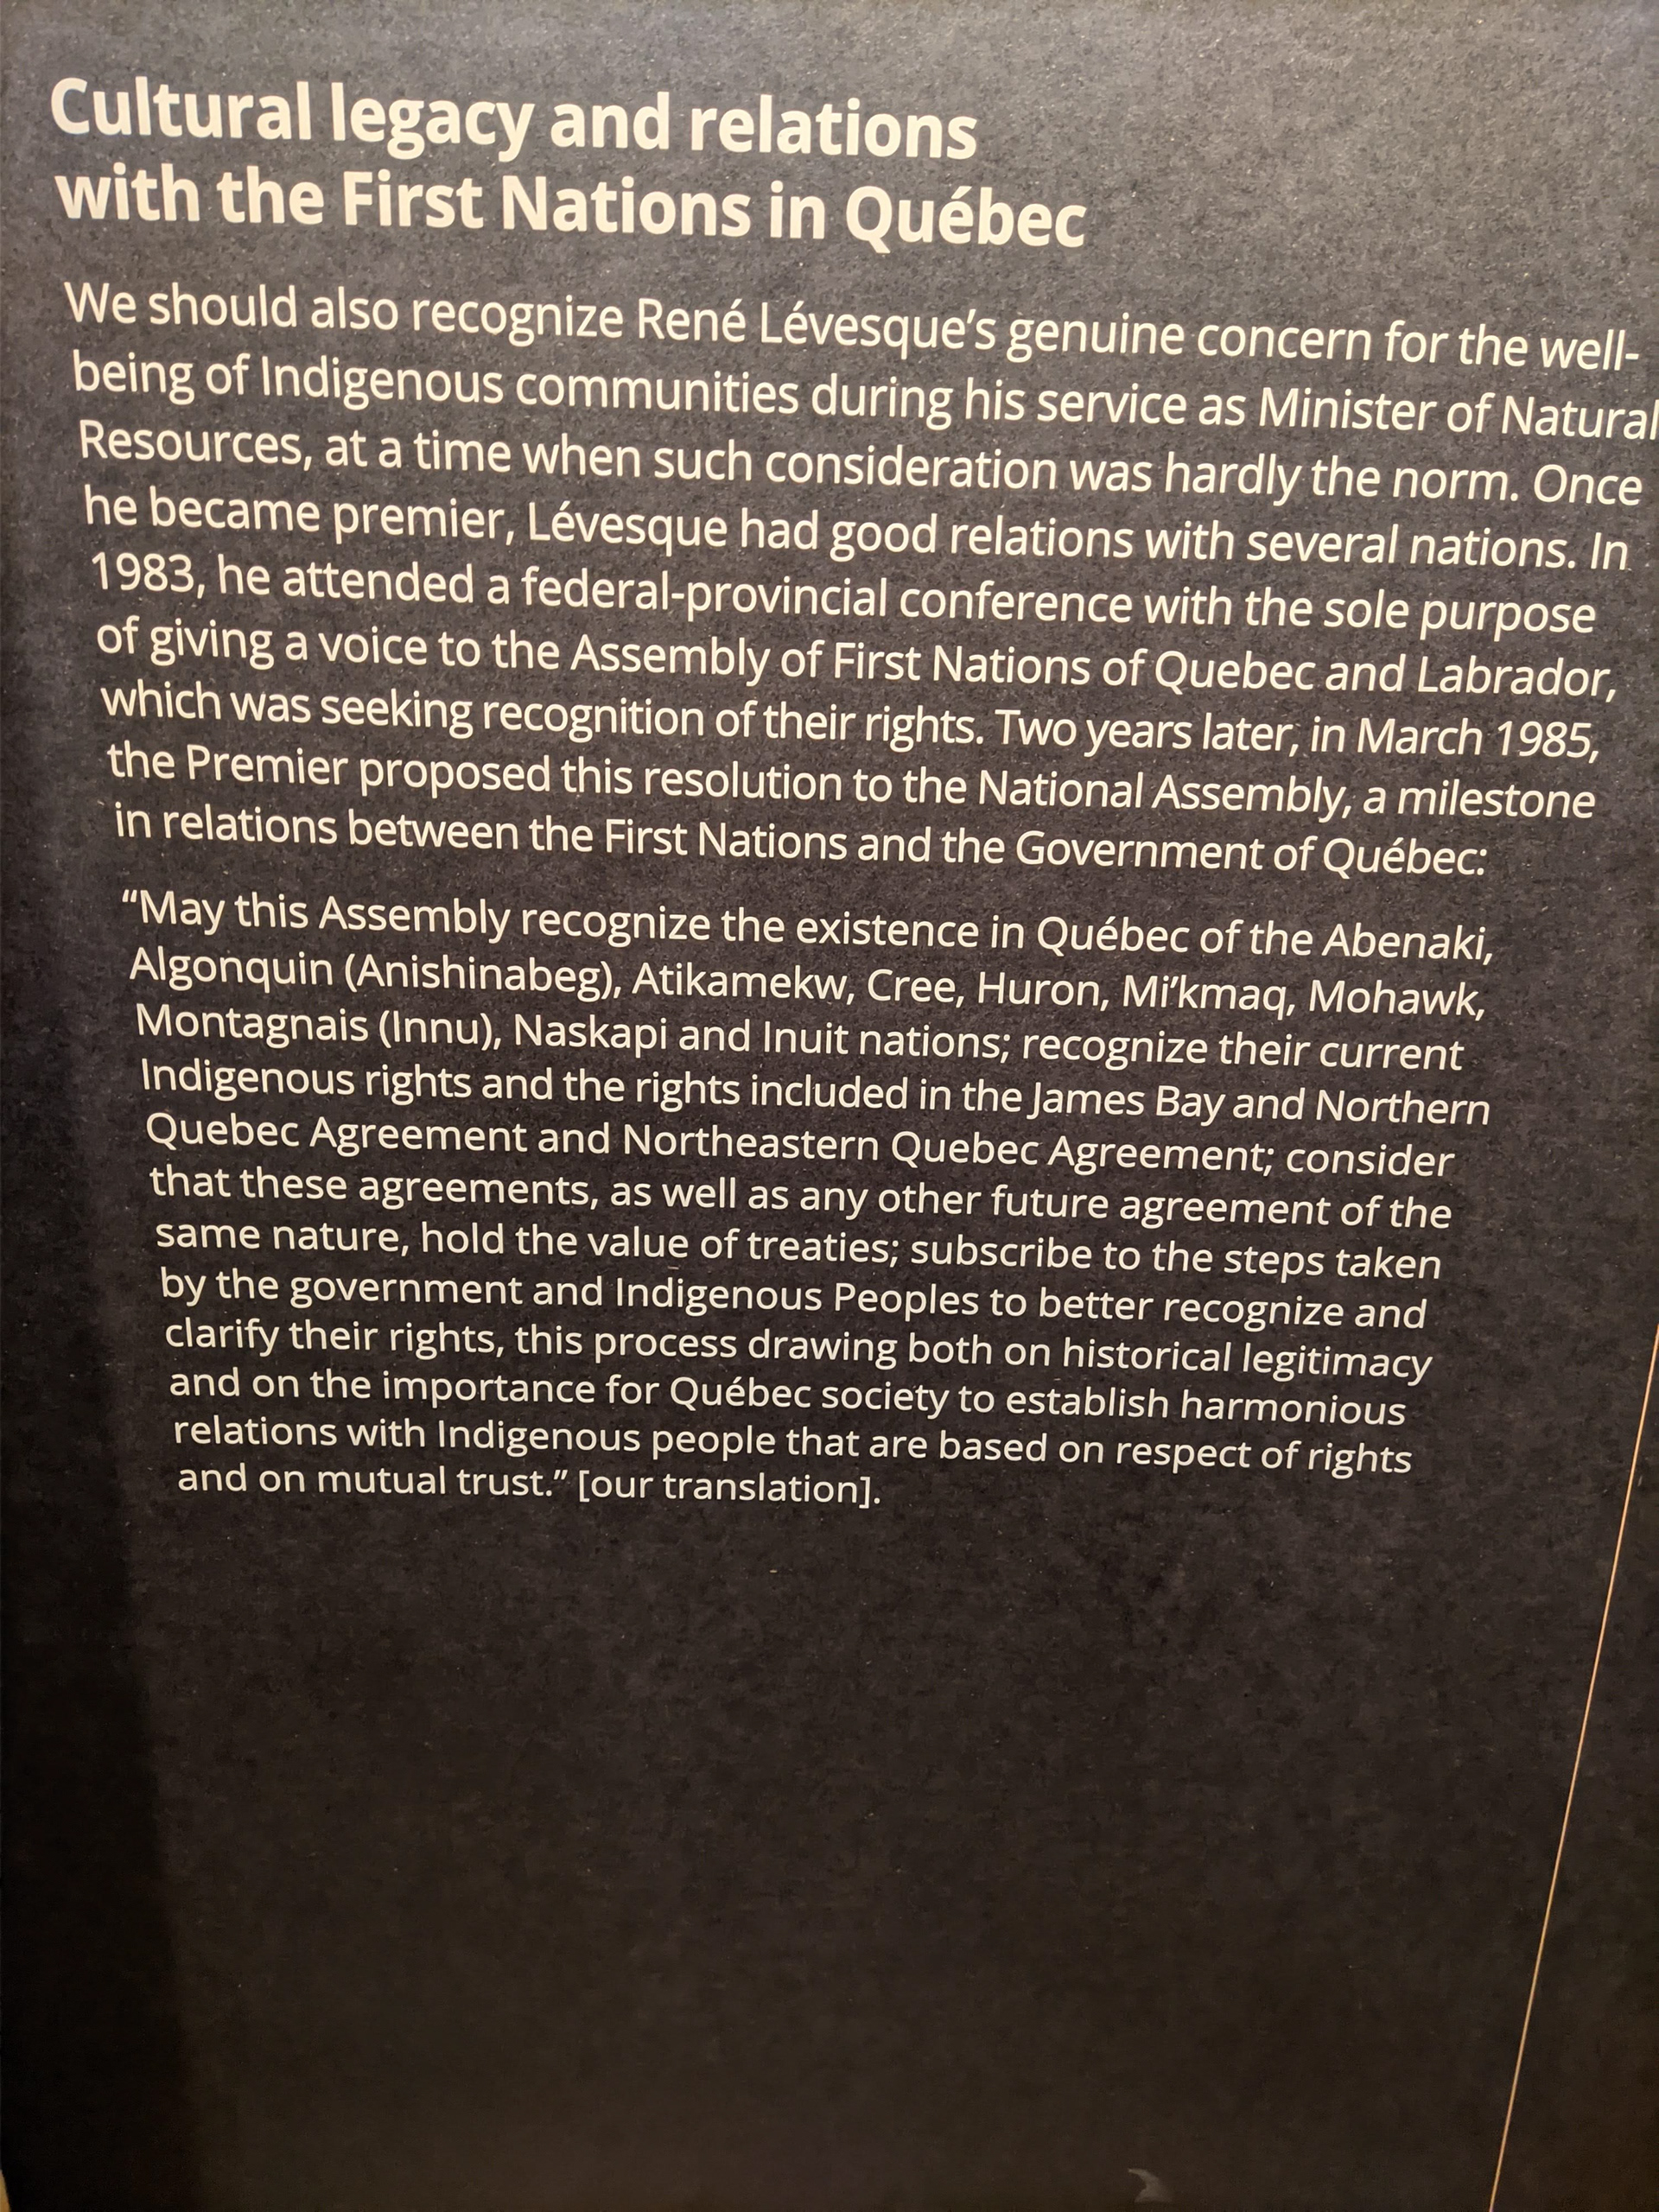 Cultural legacy and relations
with the First Nations in Québec
We should also recognize René Lévesque’s genuine concern for the well-
being of Indigenous communities during his service as Minister of Natural
Resources, at a time when such consideration was hardly the norm. Once
he became premier, Lévesque had good relations with several nations. In
1983, he attended a federal-provincial conference with the sole purpose
of giving a voice to the Assembly of First Nations of Quebec and Labrador,
which was seeking recognition of their rights. Two years later, in March 1985,
the Premier proposed this resolution to the National Assembly, a milestone
in relations between the First Nations and the Government of Québec:
“May this Assembly recognize the existence in Québec of the Abenaki,
Algonquin (Anishinabeg), Atikamekw, Cree, Huron, Mi’kmaq, Mohawk,
Montagnais (Innu), Naskapi and Inuit nations; recognize their current
Indigenous rights and the rights included in the James Bay and Northern
Quebec Agreement and Northeastern Quebec Agreement; consider
that these agreements, as well as any other future agreement of the
same nature, hold the value of treaties; subscribe to the steps taken
by the government and Indigenous Peoples to better recognize and
clarify their rights, this process drawing both on historical legitimacy
and on the importance for Québec society to establish harmonious
relations with Indigenous people that are based on respect of rights
and on mutual trust.” [our translation].